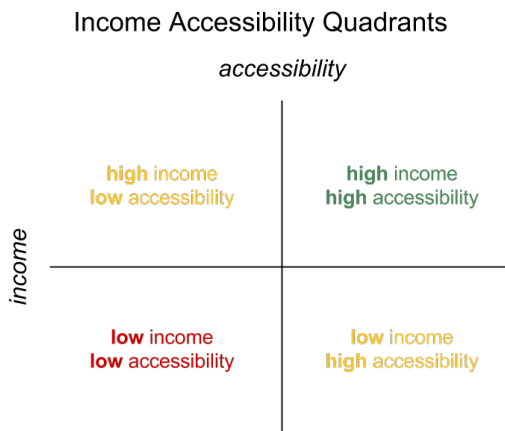 Income Accessibility Quadrants
accessibility
high income
low accessibility
high income
high accessibility
income
low income
low accessibility
low income
high accessibility